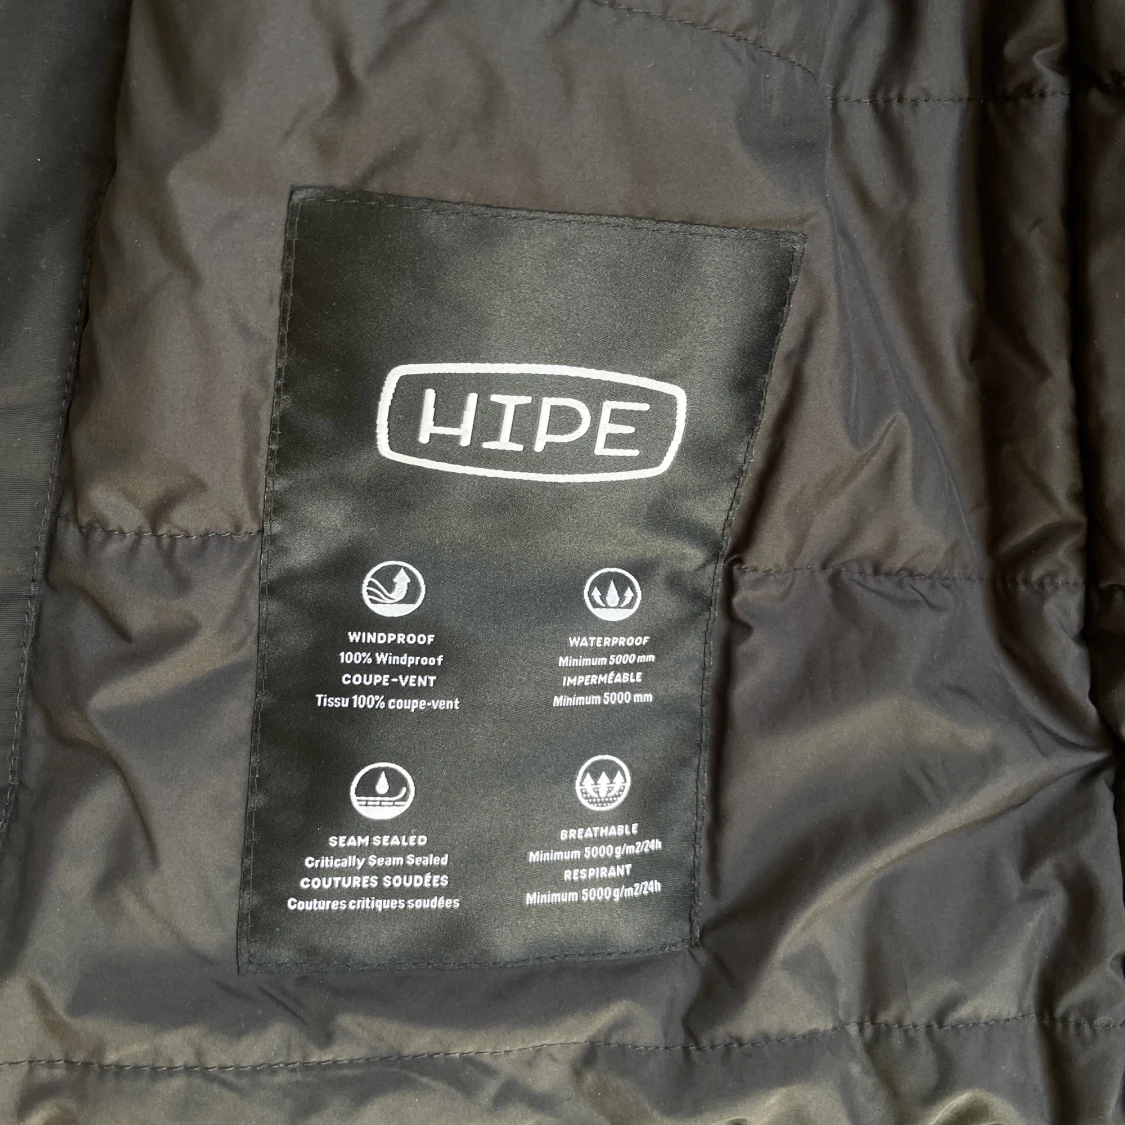 HIPE
WINDPROOF
100% Windproof
COUPE-VENT
Tissu 100% coupe-vent
WATERPROOF
Minimum 5000 mm
IMPERMÉABLE
Minimum 5000 mm
SEAM SEALED
Critically Seam Sealed
COUTURES SOUDÉES
Coutures critiques soudées
BREATHABLE
Minimum 5000 g/m2/24h
RESPIRANT
Minimum 5000 g/m2/24h